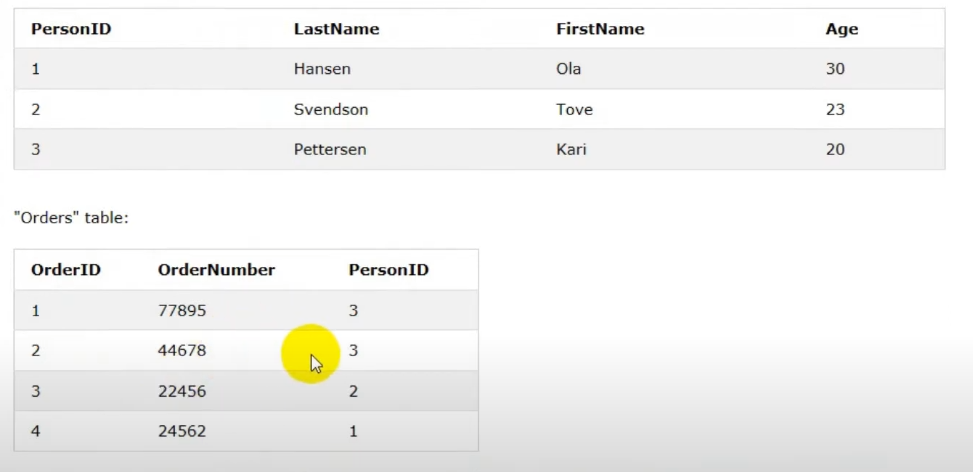 PersonID LastName FirstName Age
1 Hansen Ola 30
2 Svendson Tove 23
3 Pettersen Kari 20
"Orders" table:
OrderID OrderNumber PersonID
1 77895 3
2 44678 3
3 22456 2
4 24562 1